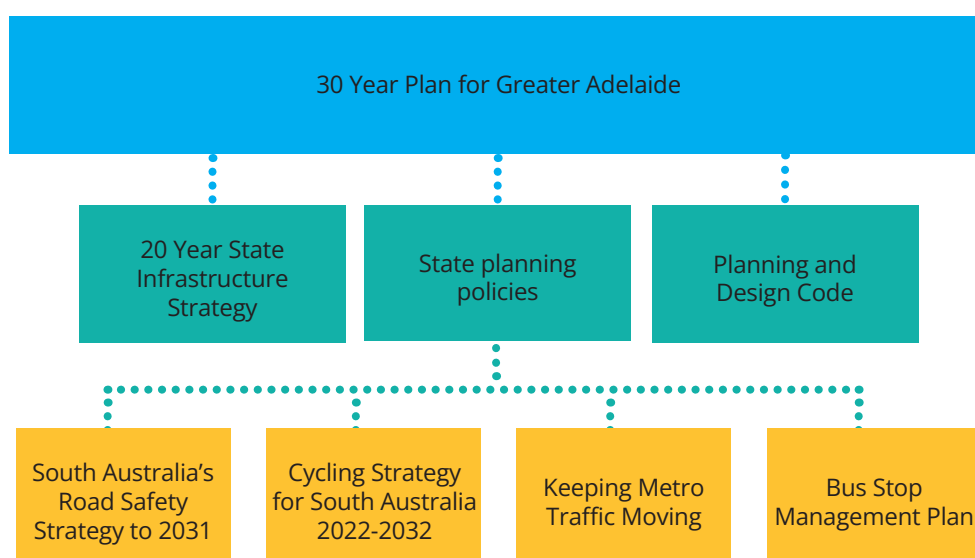 30 Year Plan for Greater Adelaide
20 Year State
Infrastructure
Strategy
State planning
policies
Planning and
Design Code
South Australia’s
Road Safety
Strategy to 2031
Cycling Strategy
for South Australia
2022-2032
Keeping Metro
Traffic Moving
Bus Stop
Management Plan